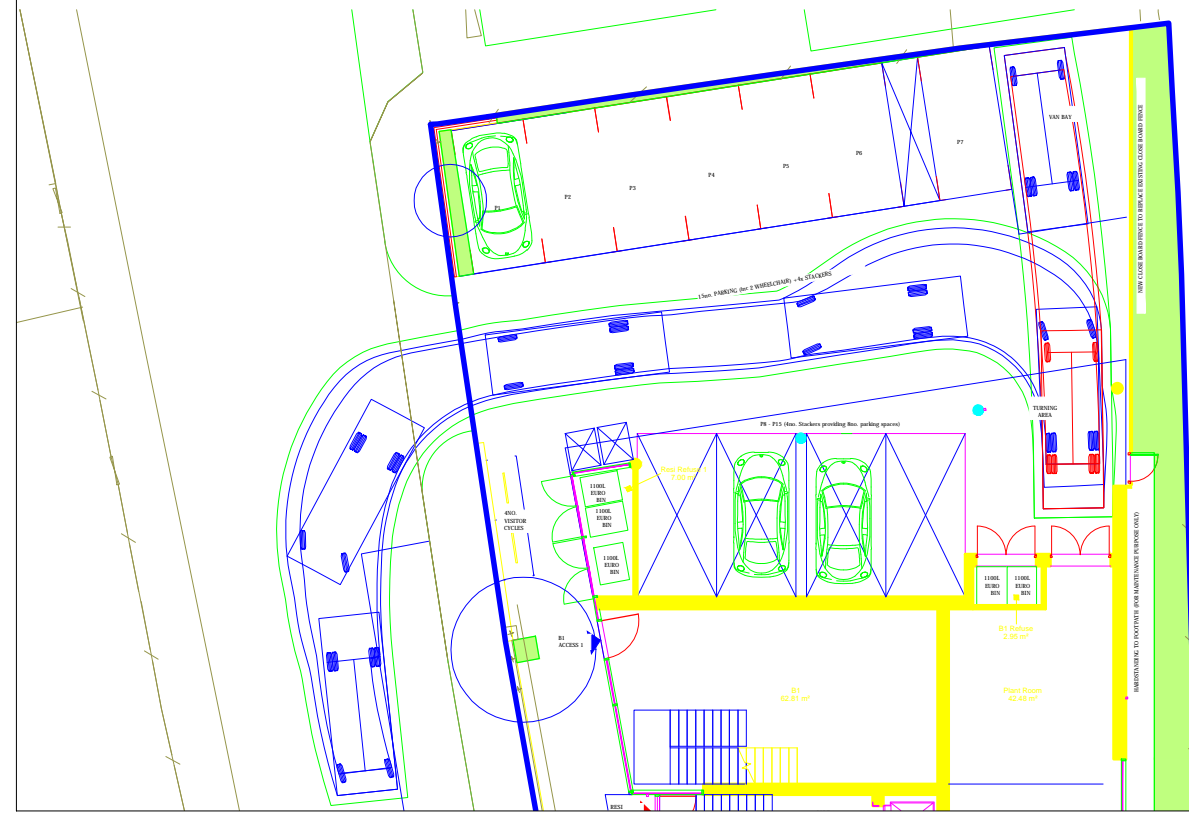 VAN BAY
P7
P6
P5
P4
P3
P2
P1
NEW CLOSE BOARD FENCE TO REPLACE EXISTING CLOSE BOARD FENCE
15no. PARKING (Inc 2 WHEELCHAIR) +4x STACKERS
TURNING
AREA
P8 - P15 (4no. Stackers providing 8no. parking spaces)
1100L
EURO
BIN
1100L
EURO
BIN
1100L
EURO
BIN
4NO.
VISITOR
CYCLES
1100L
EURO
BIN
1100L
EURO
BIN
HARDSTANDING TO FOOTPATH (FOR MAINTENANCE PURPOSE ONLY)
B1
ACCESS 1
B1 Refuse
B1
Plant Room
RESI